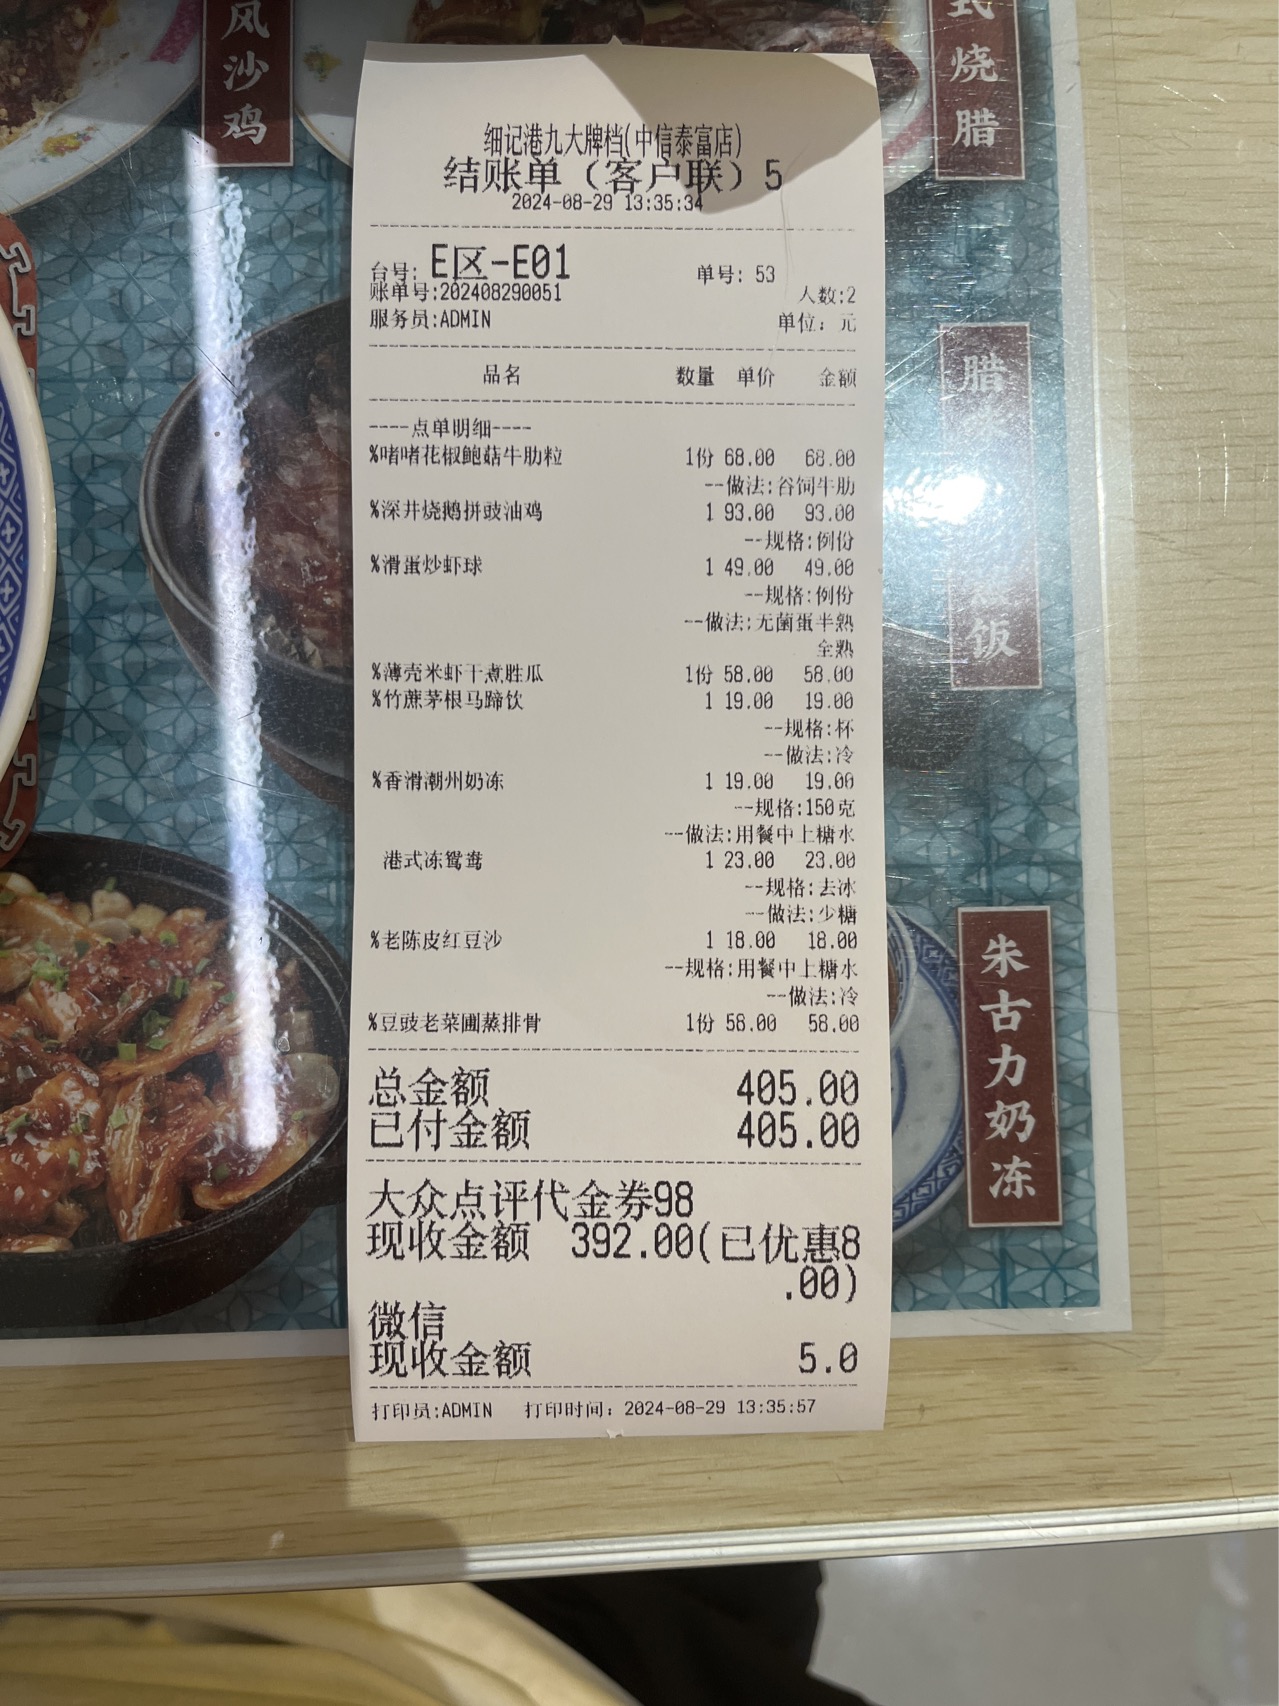 风沙鸡
式烧腊
细记港九大牌档(中信泰富店)
结账单（客户联）5
2024-08-29 13:35:34
台号: E区-E01 单号: 53
账单号:202408290051 人数:2
服务员:ADMIN 单位: 元
品名 数量 单价 金额
----点单明细----
%啫啫花椒鲍菇牛肋粒 1份 68.00 68.00
--做法:谷饲牛肋
%深井烧鹅拼豉油鸡 1 93.00 93.00
--规格:例份
%滑蛋炒虾球 1 49.00 49.00
--规格:例份
--做法:无菌蛋半熟
全熟
%薄壳米虾干煮胜瓜 1份 58.00 58.00
%竹蔗茅根马蹄饮 1 19.00 19.00
--规格:杯
--做法:冷
%香滑潮州奶冻 1 19.00 19.00
--规格:150克
--做法:用餐中上糖水
港式冻鸳鸯 1 23.00 23.00
--规格:去冰
--做法:少糖
%老陈皮红豆沙 1 18.00 18.00
--规格:用餐中上糖水
--做法:冷
%豆豉老菜圃蒸排骨 1份 58.00 58.00
总金额 405.00
已付金额 405.00
大众点评代金券98
现收金额 392.00(已优惠8
.00)
微信
现收金额 5.0
打印员:ADMIN 打印时间: 2024-08-29 13:35:57
腊
饭
朱古力奶冻